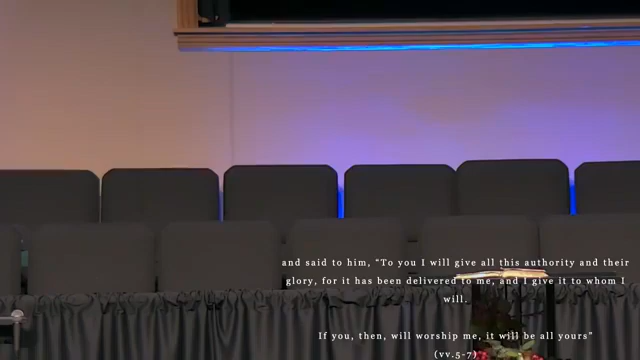 and said to him, "To you I will give all this authority and their
glory, for it has been delivered to me, and I give it to whom I
will.
If you, then, will worship me, it will be all yours"
(vv.5-7)